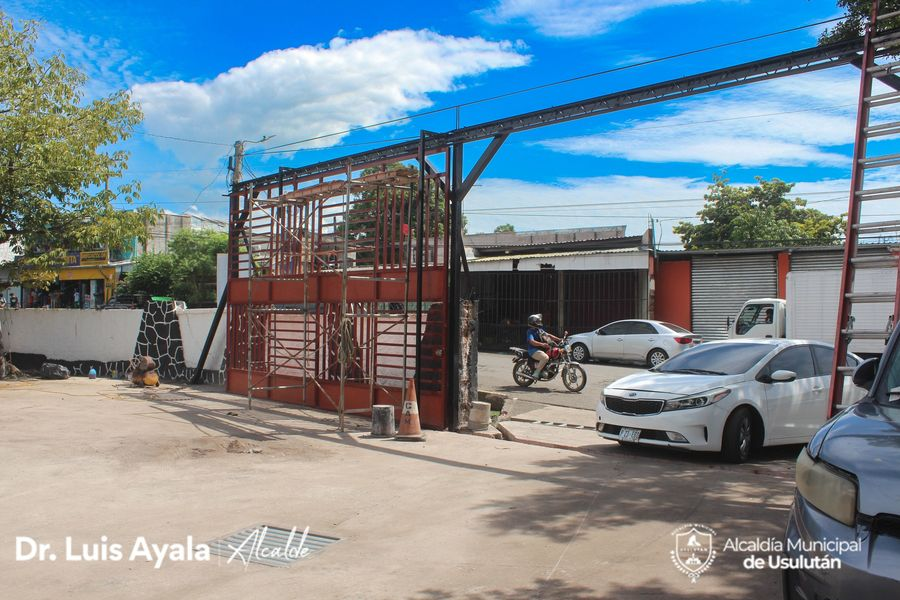 Dr. Luis Ayala Alcalde
Alcaldía Municipal
de Usulután